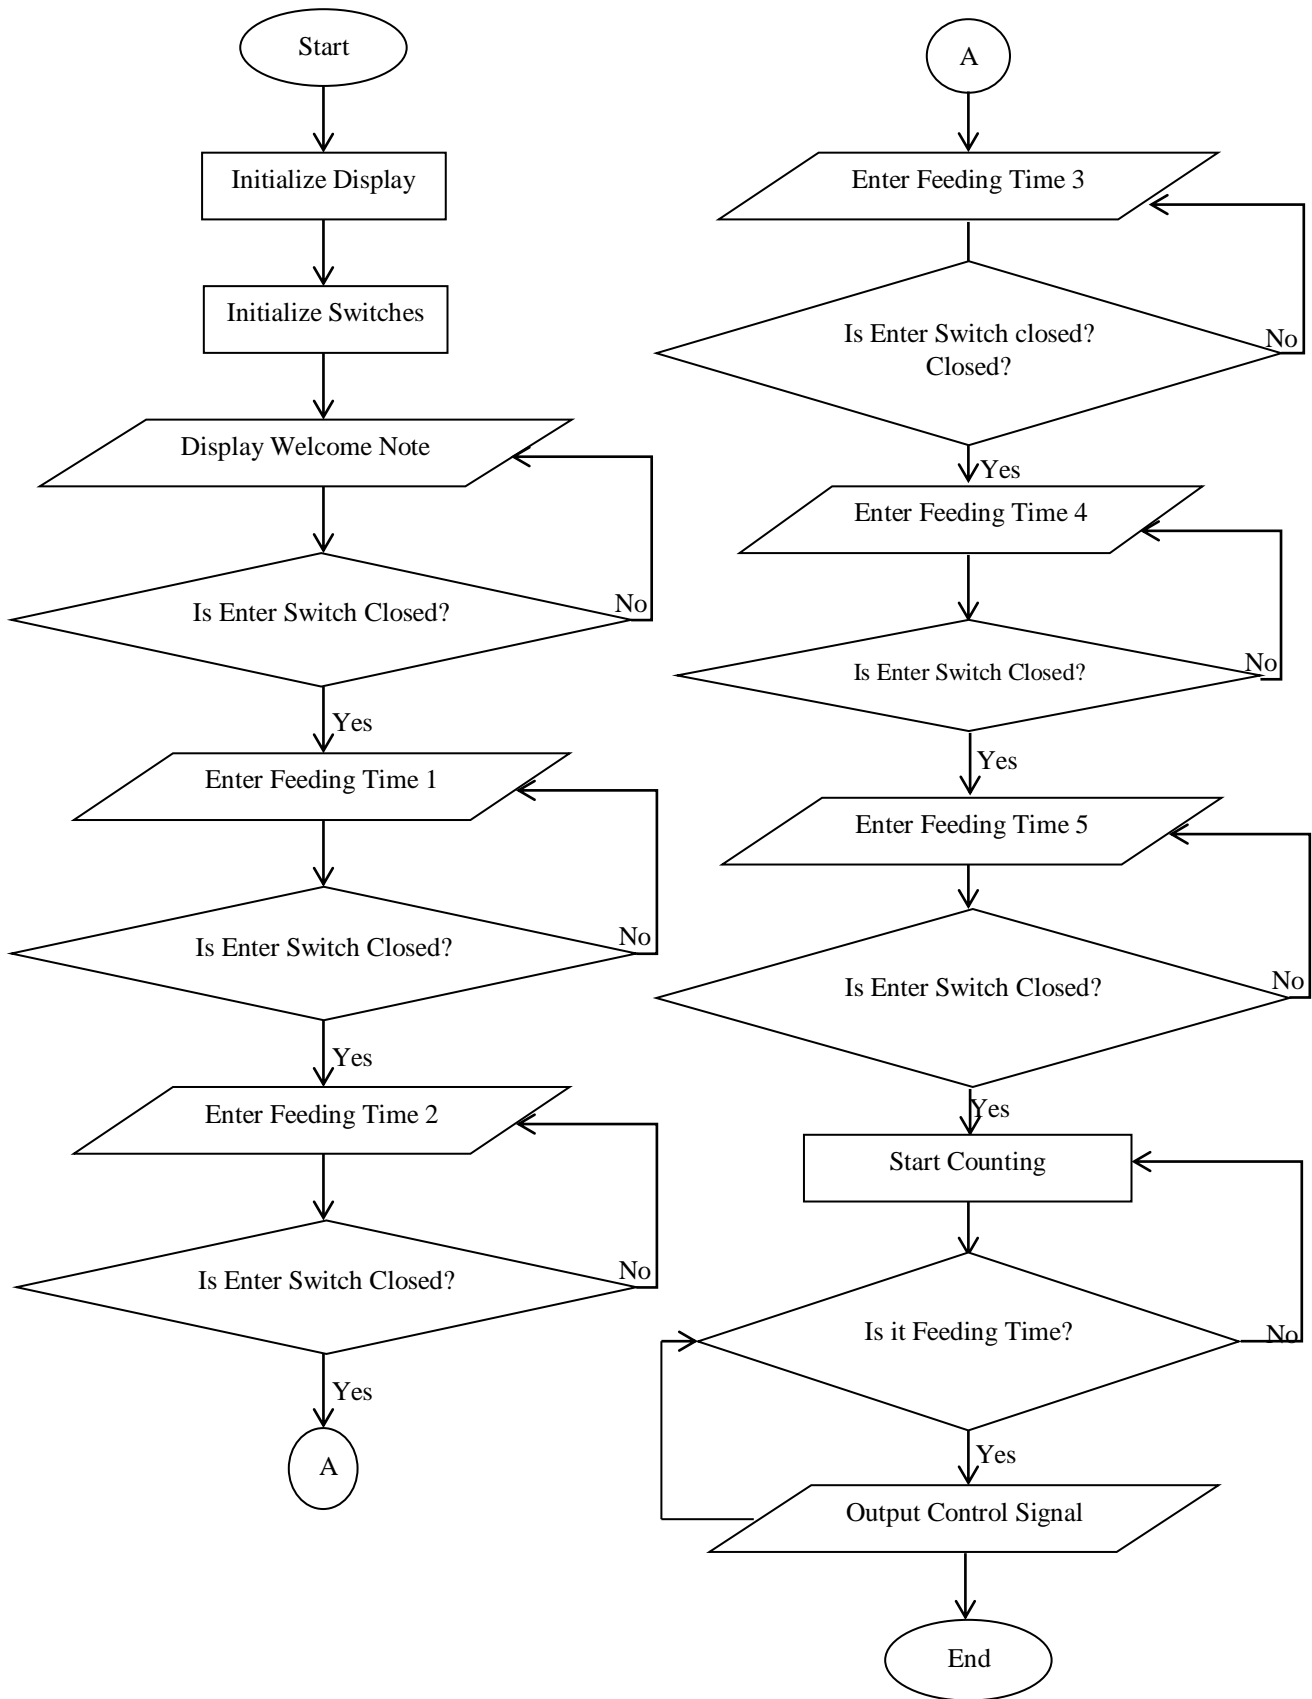 Start
Initialize Display
Initialize Switches
Display Welcome Note
Is Enter Switch Closed?
No
Yes
Enter Feeding Time 1
Is Enter Switch Closed?
No
Yes
Enter Feeding Time 2
Is Enter Switch Closed?
No
Yes
A
A
Enter Feeding Time 3
Is Enter Switch closed?
Closed?
No
Yes
Enter Feeding Time 4
Is Enter Switch Closed?
No
Yes
Enter Feeding Time 5
Is Enter Switch Closed?
No
Yes
Start Counting
Is it Feeding Time?
No
Yes
Output Control Signal
End